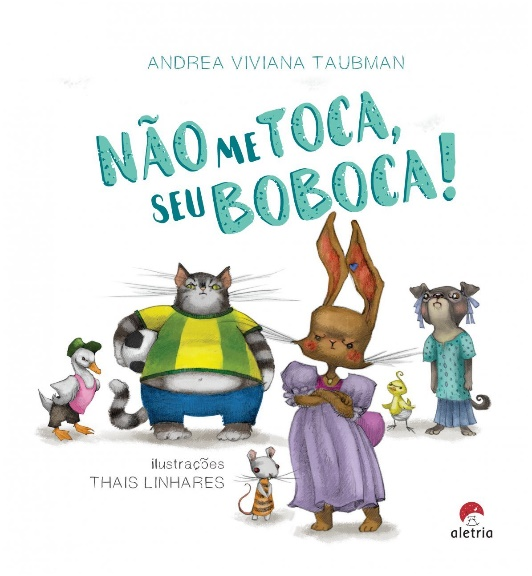 ANDREA VIVIANA TAUBMAN
NÃO ME TOCA,
SEU BOBOCA!
ilustrações
THAIS LINHARES
aletria